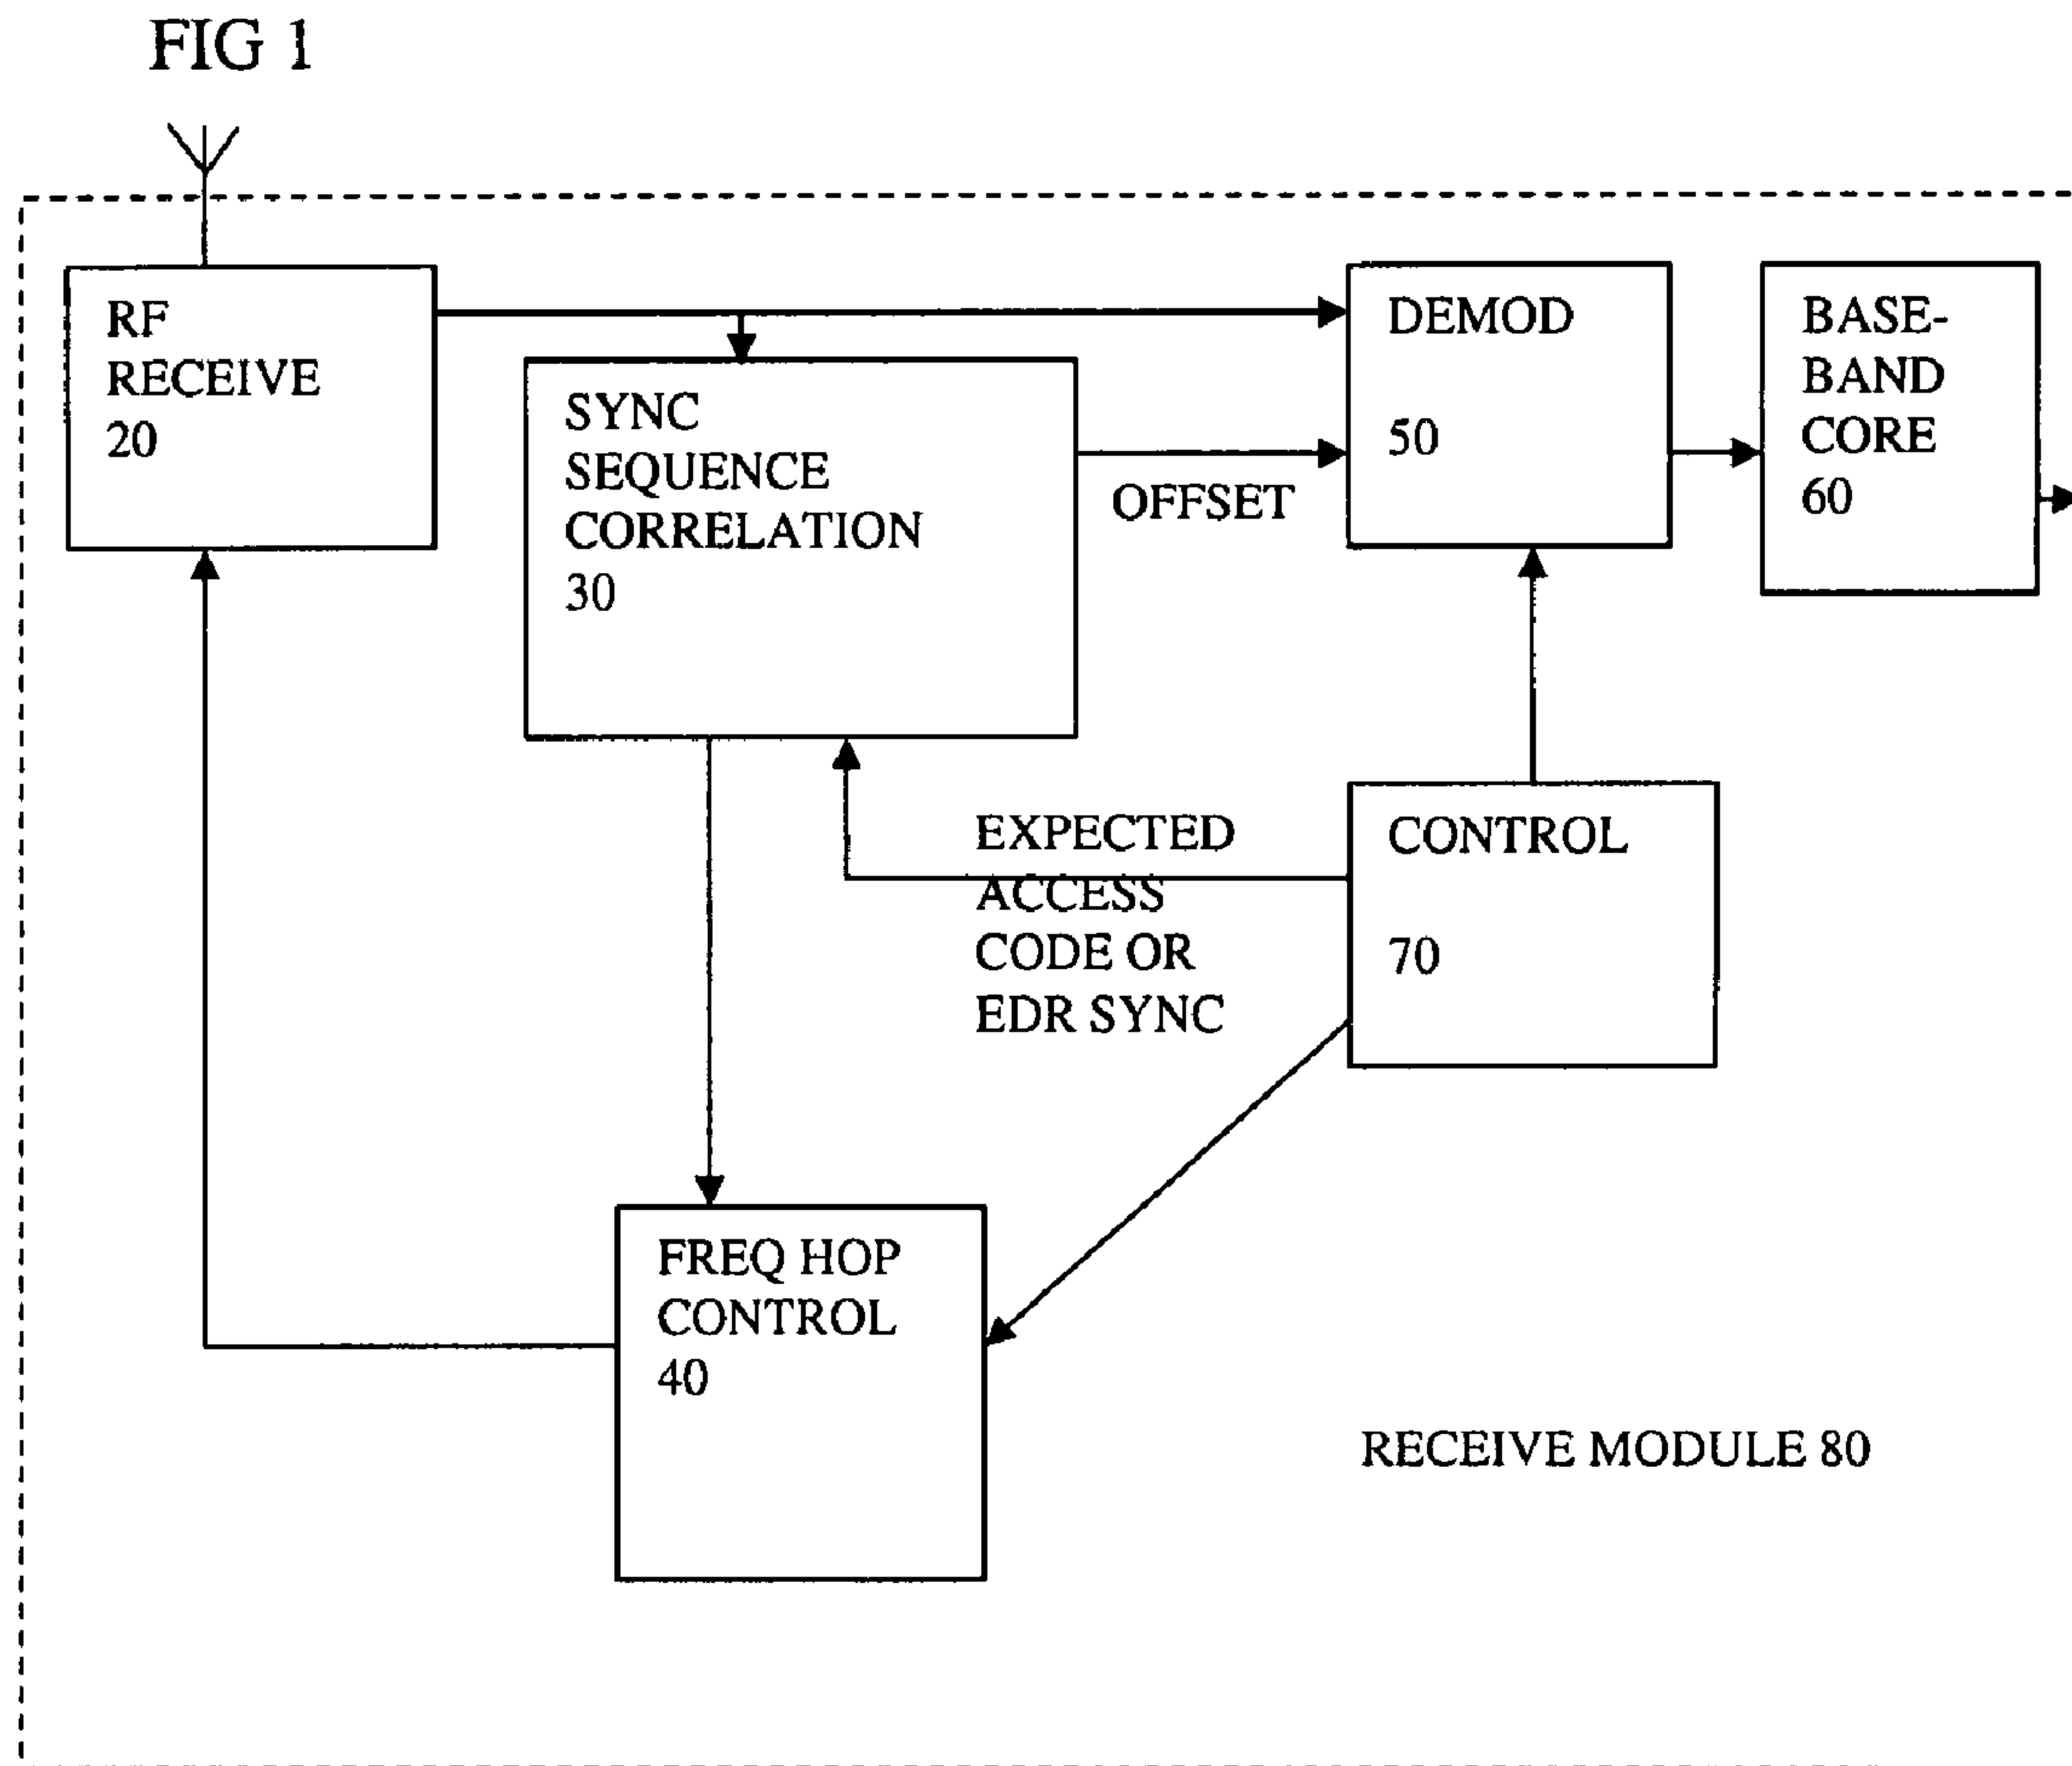 FIG 1
RF
RECEIVE
20
SYNC
SEQUENCE
CORRELATION
30
OFFSET
DEMOD
50
BASE-
BAND
CORE
60
EXPECTED
ACCESS
CODE OR
EDR SYNC
CONTROL
70
FREQ HOP
CONTROL
40
RECEIVE MODULE 80